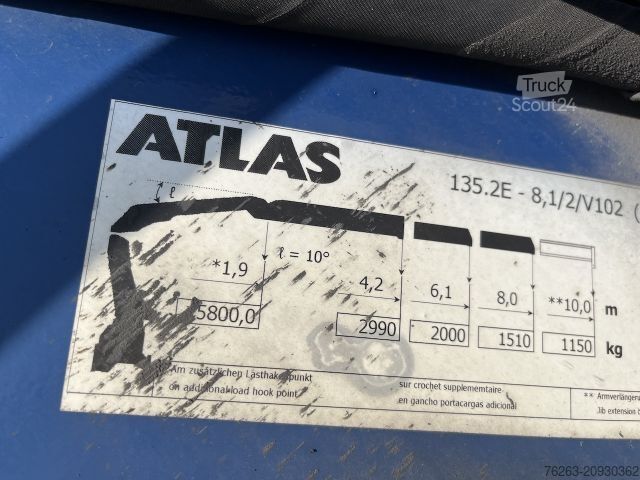 Truck
Scout24
ATLAS
135.2E - 8,1/2/V102 (
ℓ
ℓ = 10°
*1,9 4,2 6,1 8,0 **10,0 m
5800,0 2990 2000 1510 1150 kg
Am zusätzlichen Lasthakenpunkt
on additional load hook point
sur crochet supplementaire
en gancho portacargas adicional
** Armverlängeru
Jib extension
76263-20930362